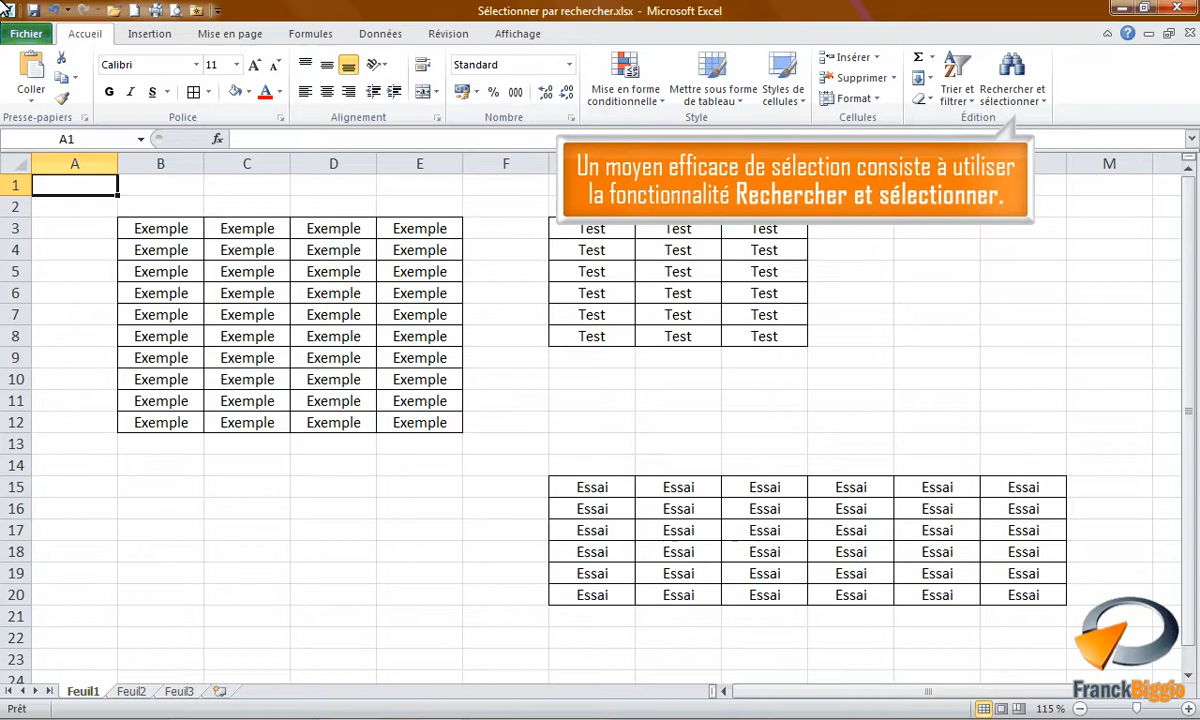 Sélectionner par rechercher.xlsx - Microsoft Excel
Fichier Accueil Insertion Mise en page Formules Données Révision Affichage
Coller
Presse-papiers
Calibri 11
G I S
Police
Alignement
Standard
% 000
Nombre
Mise en forme conditionnelle
Mettre sous forme de tableau
Styles de cellules
Style
Insérer
Supprimer
Format
Cellules
Σ
Trier et filtrer
Rechercher et sélectionner
Édition
A1 fx
Un moyen efficace de sélection consiste à utiliser
la fonctionnalité Rechercher et sélectionner.
A B C D E F M
1
2
3 Exemple Exemple Exemple Exemple Test Test Test
4 Exemple Exemple Exemple Exemple Test Test Test
5 Exemple Exemple Exemple Exemple Test Test Test
6 Exemple Exemple Exemple Exemple Test Test Test
7 Exemple Exemple Exemple Exemple Test Test Test
8 Exemple Exemple Exemple Exemple Test Test Test
9 Exemple Exemple Exemple Exemple
10 Exemple Exemple Exemple Exemple
11 Exemple Exemple Exemple Exemple
12 Exemple Exemple Exemple Exemple
13
14
15 Essai Essai Essai Essai Essai Essai
16 Essai Essai Essai Essai Essai Essai
17 Essai Essai Essai Essai Essai Essai
18 Essai Essai Essai Essai Essai Essai
19 Essai Essai Essai Essai Essai Essai
20 Essai Essai Essai Essai Essai Essai
21
22
23
24
FranckBiggio
Feuil1 Feuil2 Feuil3
Prêt 115 %